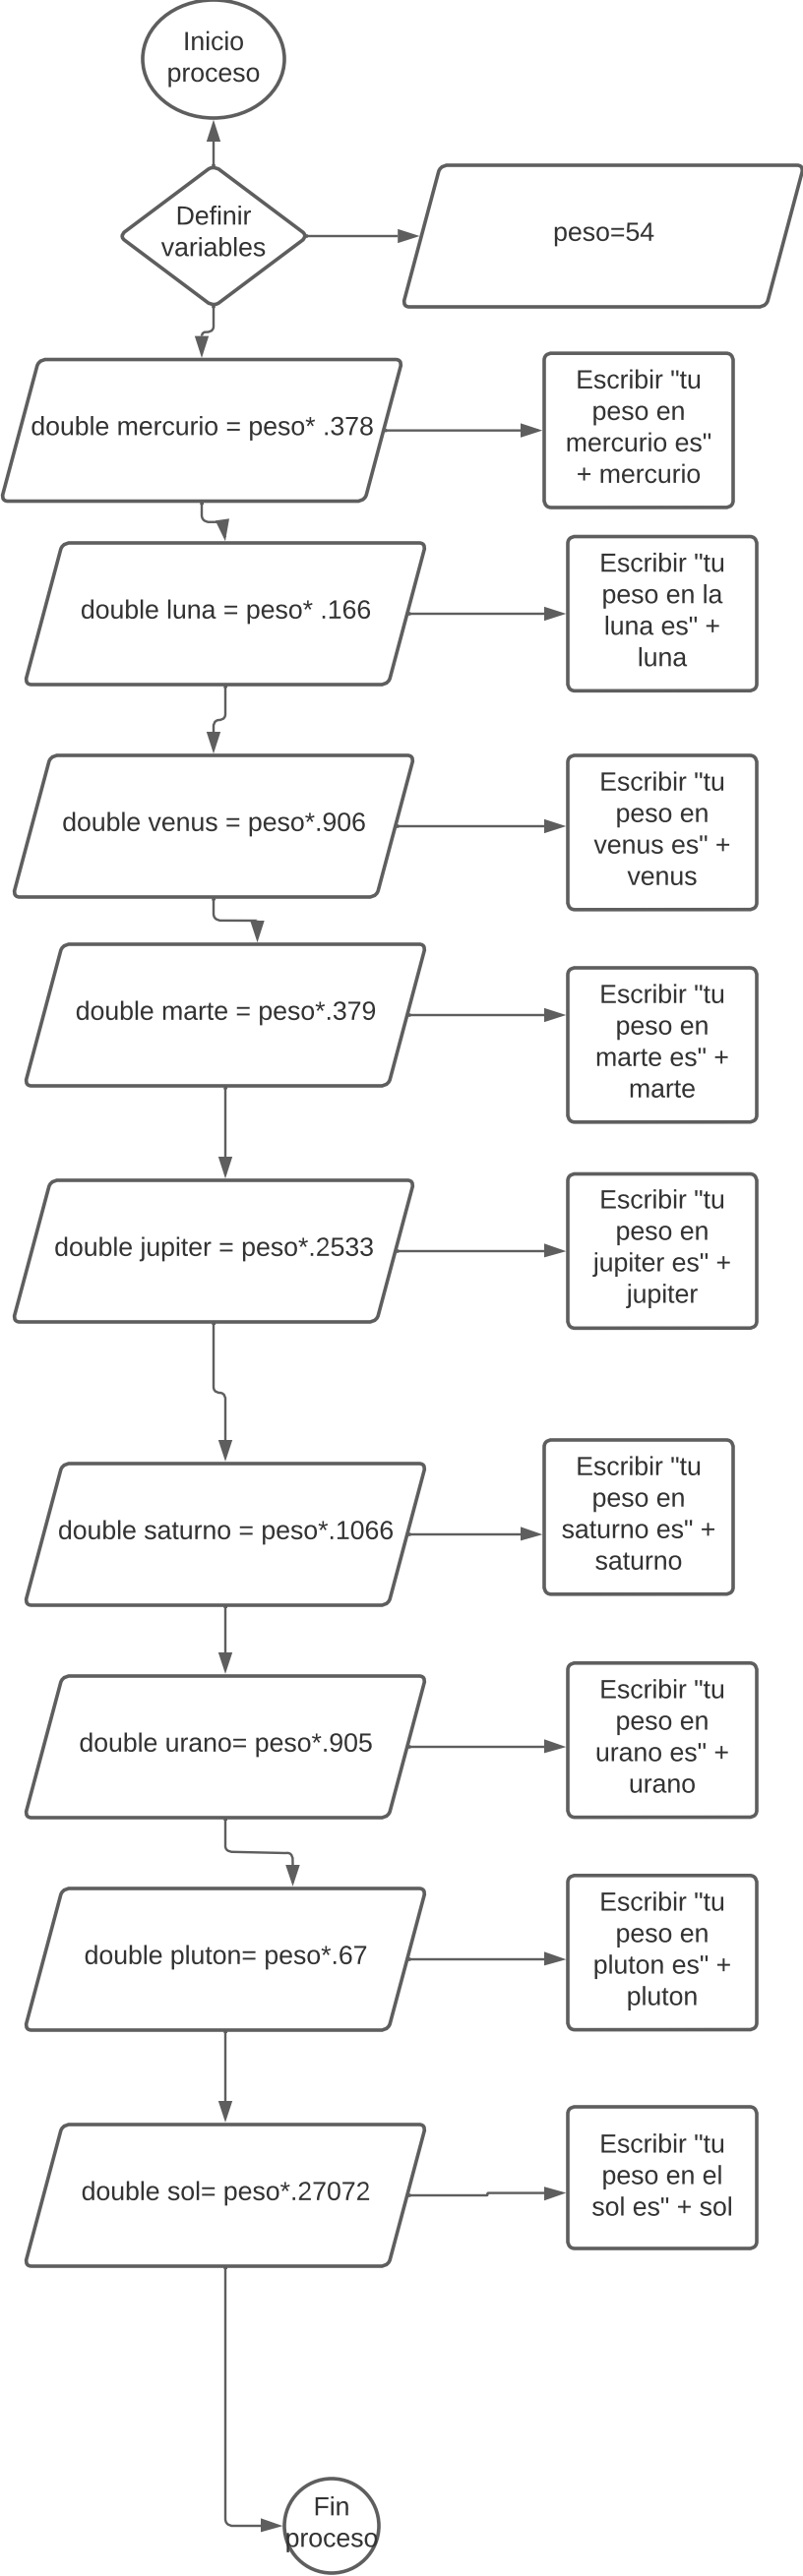 Inicio
proceso
Definir
variables
peso=54
double mercurio = peso* .378
Escribir "tu
peso en
mercurio es"
+ mercurio
double luna = peso* .166
Escribir "tu
peso en la
luna es" +
luna
double venus = peso*.906
Escribir "tu
peso en
venus es" +
venus
double marte = peso*.379
Escribir "tu
peso en
marte es" +
marte
double jupiter = peso*.2533
Escribir "tu
peso en
jupiter es" +
jupiter
double saturno = peso*.1066
Escribir "tu
peso en
saturno es" +
saturno
double urano= peso*.905
Escribir "tu
peso en
urano es" +
urano
double pluton= peso*.67
Escribir "tu
peso en
pluton es" +
pluton
double sol= peso*.27072
Escribir "tu
peso en el
sol es" + sol
Fin
proceso